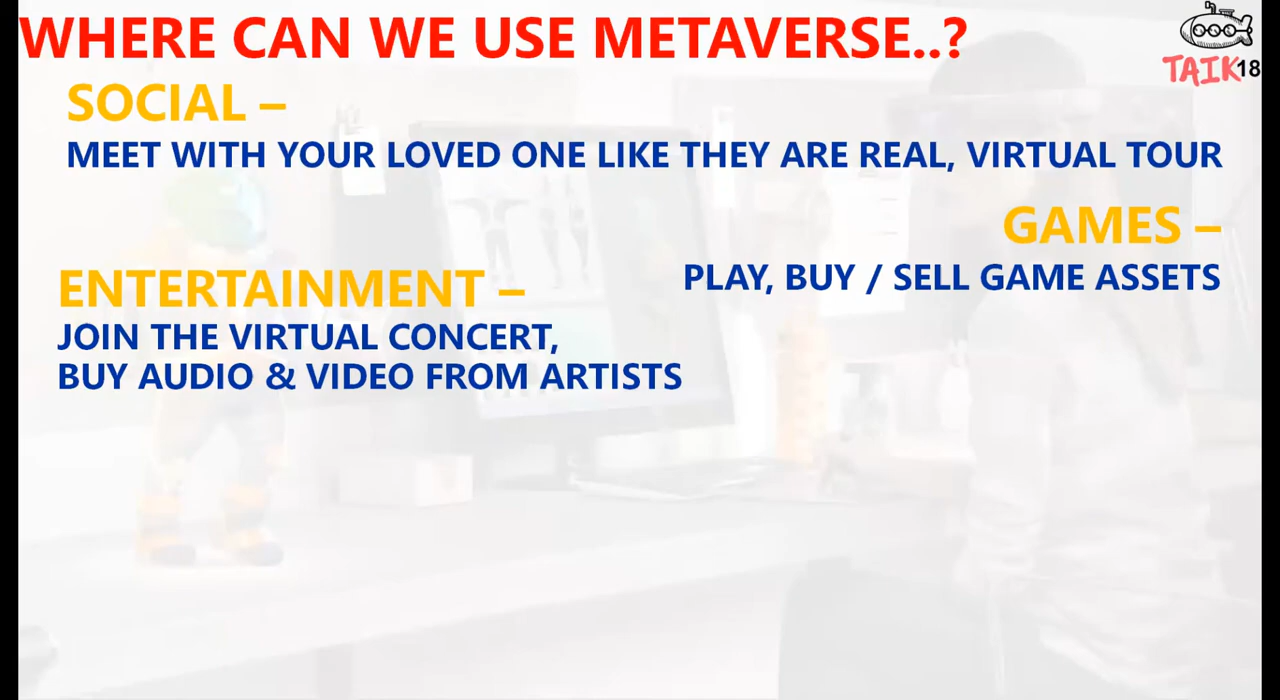 WHERE CAN WE USE METAVERSE..?
TAIK18
SOCIAL –
MEET WITH YOUR LOVED ONE LIKE THEY ARE REAL, VIRTUAL TOUR
GAMES –
PLAY, BUY / SELL GAME ASSETS
ENTERTAINMENT –
JOIN THE VIRTUAL CONCERT,
BUY AUDIO & VIDEO FROM ARTISTS